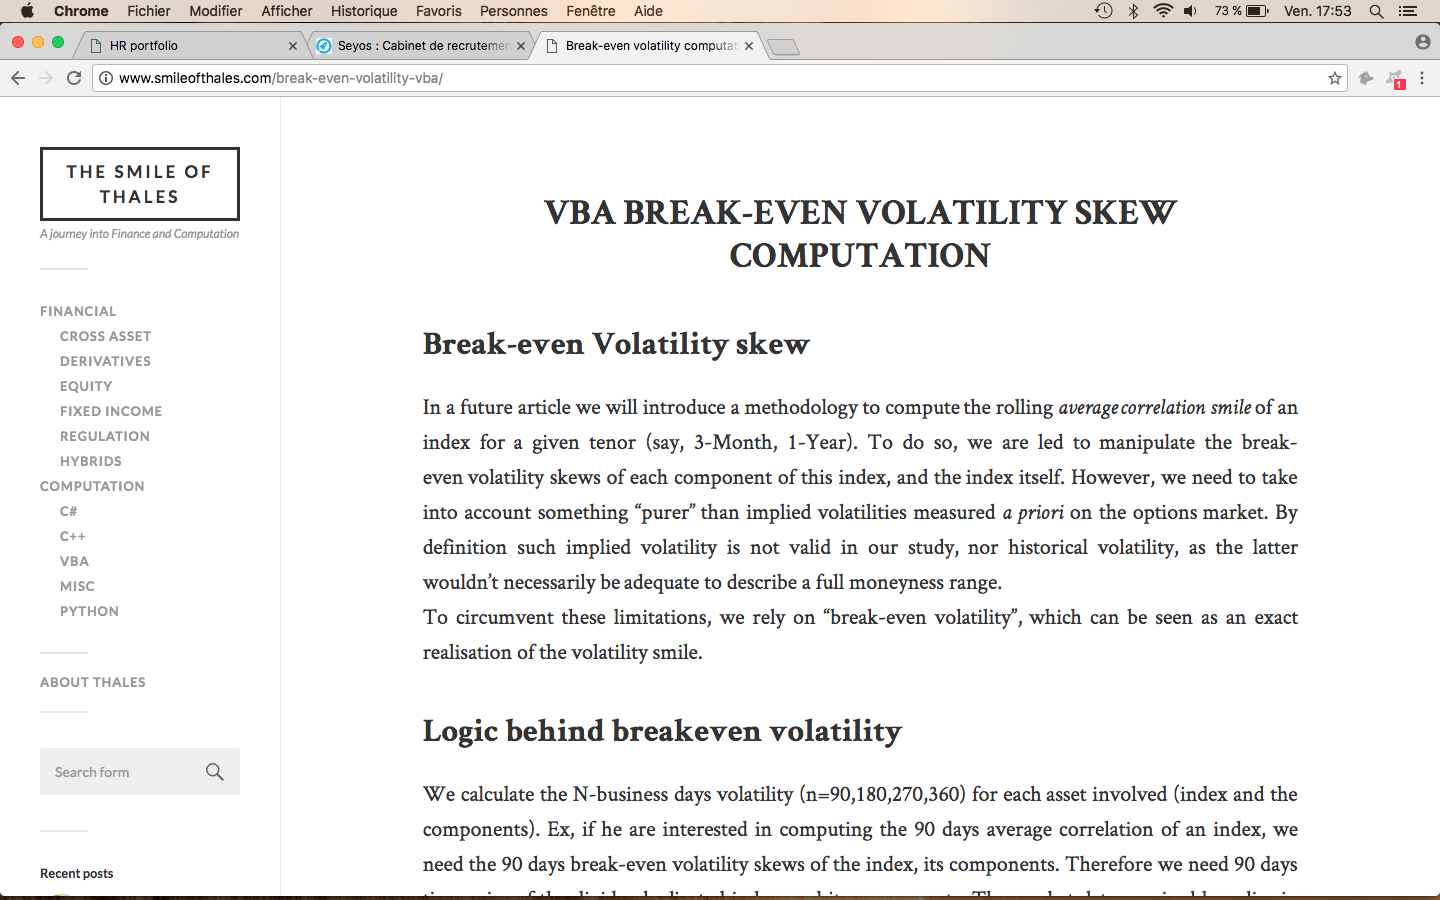 Chrome Fichier Modifier Afficher Historique Favoris Personnes Fenêtre Aide 73 % Ven. 17:53
HR portfolio
Seyos : Cabinet de recrutemen
Break-even volatility computat
www.smileofthales.com/break-even-volatility-vba/
1
THE SMILE OF
THALES
A journey into Finance and Computation
FINANCIAL
CROSS ASSET
DERIVATIVES
EQUITY
FIXED INCOME
REGULATION
HYBRIDS
COMPUTATION
C#
C++
VBA
MISC
PYTHON
ABOUT THALES
Search form
Recent posts
VBA BREAK-EVEN VOLATILITY SKEW
COMPUTATION
Break-even Volatility skew
In a future article we will introduce a methodology to compute the rolling average correlation smile of an
index for a given tenor (say, 3-Month, 1-Year). To do so, we are led to manipulate the break-
even volatility skews of each component of this index, and the index itself. However, we need to take
into account something “purer” than implied volatilities measured a priori on the options market. By
definition such implied volatility is not valid in our study, nor historical volatility, as the latter
wouldn’t necessarily be adequate to describe a full moneyness range.
To circumvent these limitations, we rely on “break-even volatility”, which can be seen as an exact
realisation of the volatility smile.
Logic behind breakeven volatility
We calculate the N-business days volatility (n=90,180,270,360) for each asset involved (index and the
components). Ex, if he are interested in computing the 90 days average correlation of an index, we
need the 90 days break-even volatility skews of the index, its components. Therefore we need 90 days